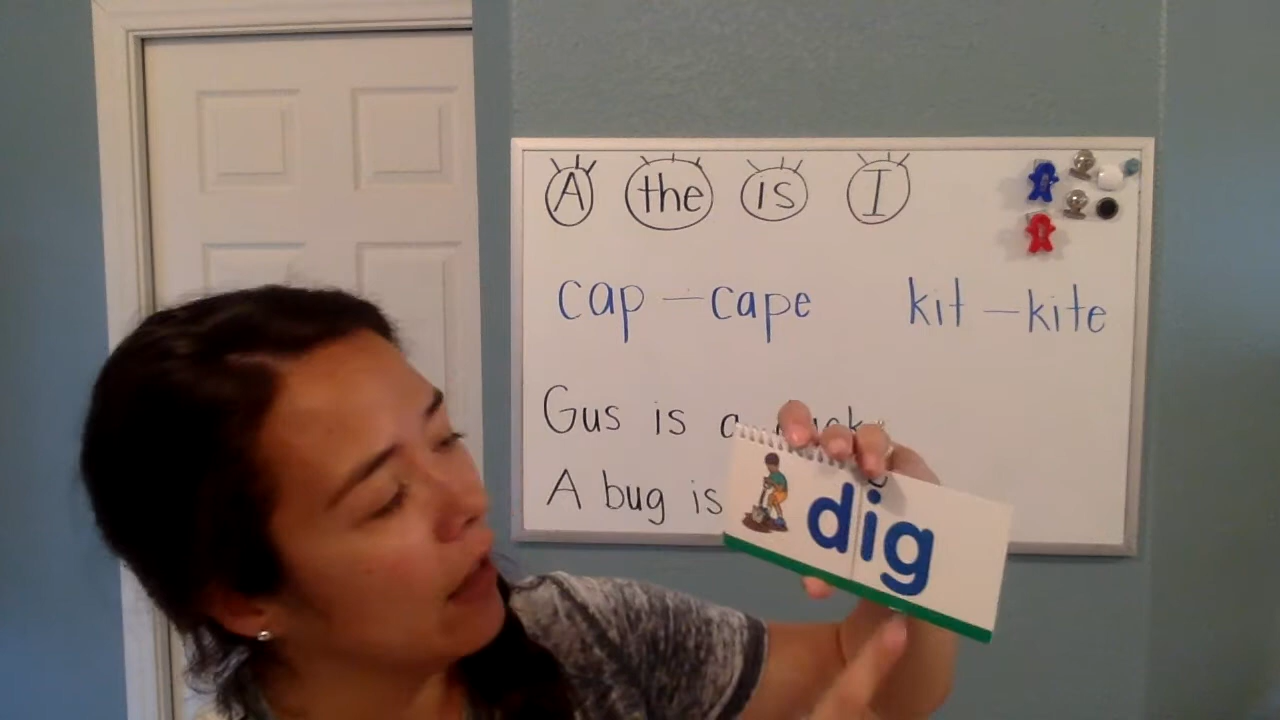 A the is I
cap - cape kit - kite
Gus is a
A bug is
dig